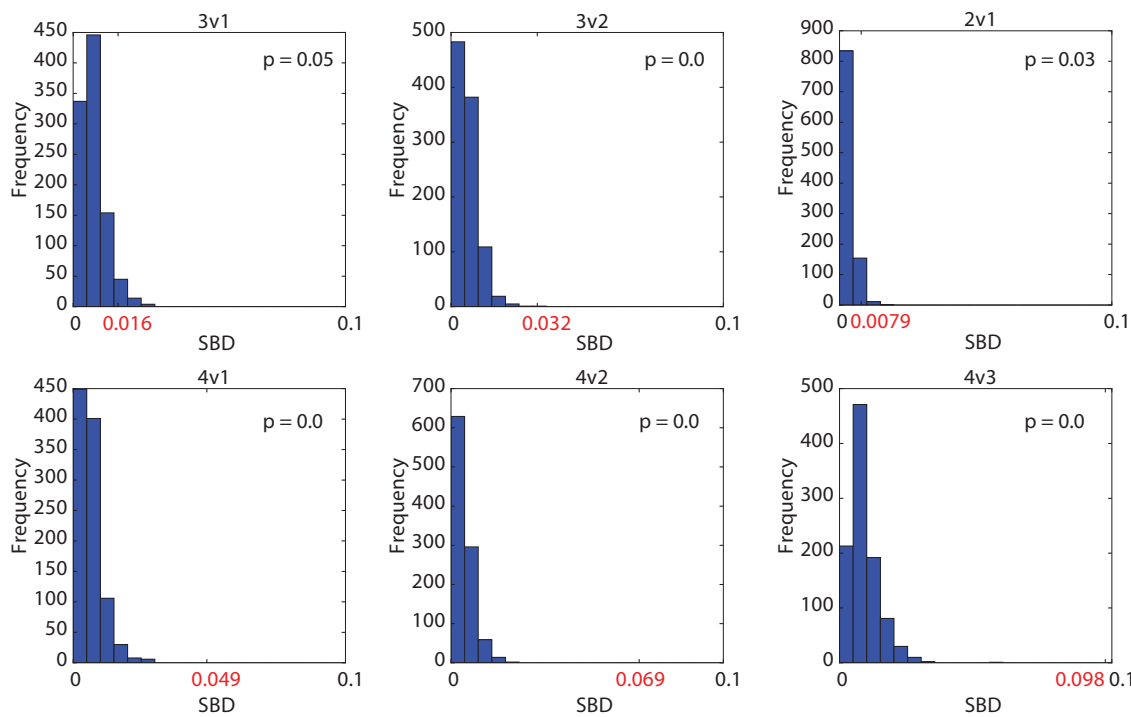 3v1
450
400
350
300
250
200
150
100
50
0
Frequency
p = 0.05
0
0.016
0.1
SBD
3v2
500
400
300
200
100
0
Frequency
p = 0.0
0
0.032
0.1
SBD
2v1
900
800
700
600
500
400
300
200
100
0
Frequency
p = 0.03
0
0.0079
0.1
SBD
4v1
450
400
350
300
250
200
150
100
50
0
Frequency
p = 0.0
0
0.049
0.1
SBD
4v2
700
600
500
400
300
200
100
0
Frequency
p = 0.0
0
0.069
0.1
SBD
4v3
500
400
300
200
100
0
Frequency
p = 0.0
0
0.098
0.1
SBD